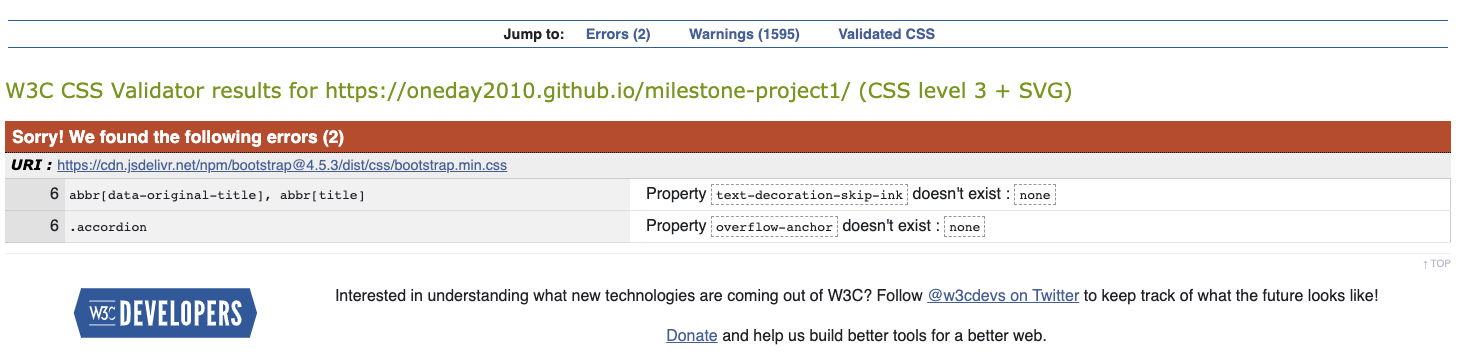 Jump to: Errors (2) Warnings (1595) Validated CSS
W3C CSS Validator results for https://oneday2010.github.io/milestone-project1/ (CSS level 3 + SVG)
Sorry! We found the following errors (2)
URI : https://cdn.jsdelivr.net/npm/bootstrap@4.5.3/dist/css/bootstrap.min.css
6 abbr[data-original-title], abbr[title] Property text-decoration-skip-ink doesn't exist : none
6 .accordion Property overflow-anchor doesn't exist : none
↑ TOP
W3C DEVELOPERS
Interested in understanding what new technologies are coming out of W3C? Follow @w3cdevs on Twitter to keep track of what the future looks like!
Donate and help us build better tools for a better web.